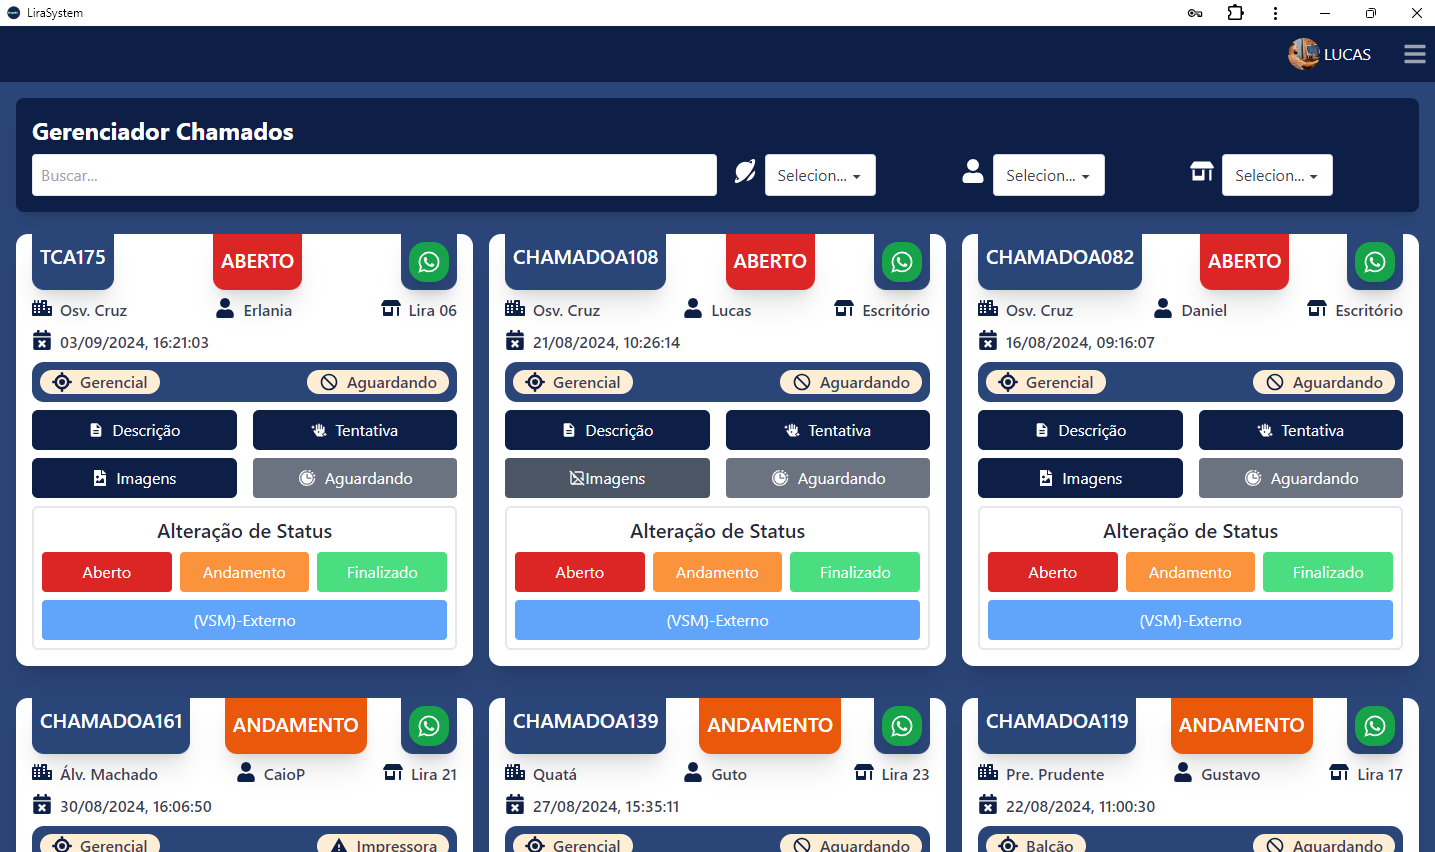 LiraSystem
LUCAS
Gerenciador Chamados
Buscar...
Selecion...
Selecion...
Selecion...
TCA175
ABERTO
Osv. Cruz
Erlania
Lira 06
03/09/2024, 16:21:03
Gerencial
Aguardando
Descrição
Tentativa
Imagens
Aguardando
Alteração de Status
Aberto
Andamento
Finalizado
(VSM)-Externo
CHAMADOA108
ABERTO
Osv. Cruz
Lucas
Escritório
21/08/2024, 10:26:14
Gerencial
Aguardando
Descrição
Tentativa
Imagens
Aguardando
Alteração de Status
Aberto
Andamento
Finalizado
(VSM)-Externo
CHAMADOA082
ABERTO
Osv. Cruz
Daniel
Escritório
16/08/2024, 09:16:07
Gerencial
Aguardando
Descrição
Tentativa
Imagens
Aguardando
Alteração de Status
Aberto
Andamento
Finalizado
(VSM)-Externo
CHAMADOA161
ANDAMENTO
Álv. Machado
CaioP
Lira 21
30/08/2024, 16:06:50
Gerencial
Impressora
CHAMADOA139
ANDAMENTO
Quatá
Guto
Lira 23
27/08/2024, 15:35:11
Gerencial
Aguardando
CHAMADOA119
ANDAMENTO
Pre. Prudente
Gustavo
Lira 17
22/08/2024, 11:00:30
Balcão
Aguardando